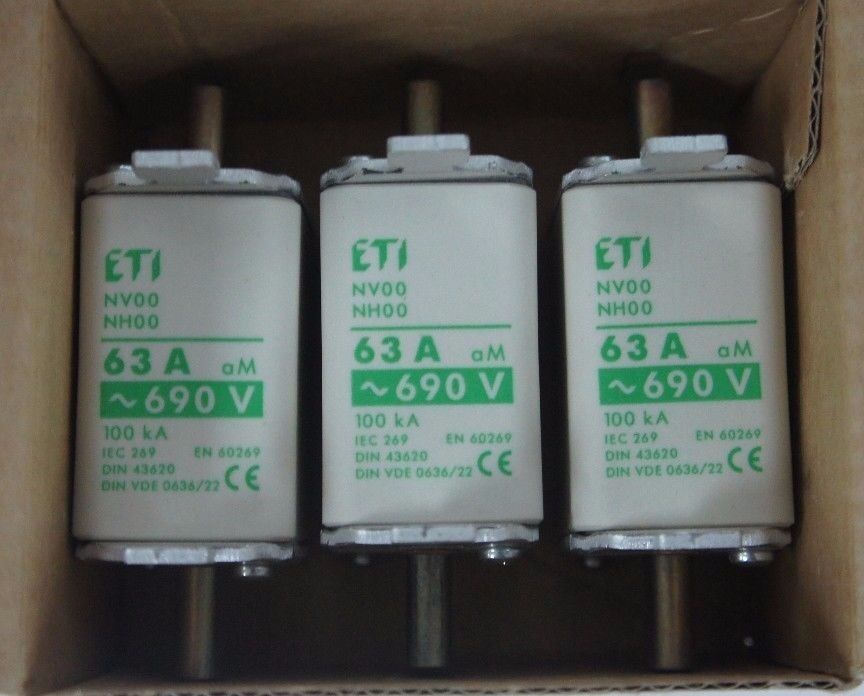 ETI
NV00
NH00
63 A aM
~690 V
100 kA
IEC 269 EN 60269
DIN 43620
DIN VDE 0636/22 CE
ETI
NV00
NH00
63 A aM
~690 V
100 kA
IEC 269 EN 60269
DIN 43620
DIN VDE 0636/22 CE
ETI
NV00
NH00
63 A aM
~690 V
100 kA
IEC 269 EN 60269
DIN 43620
DIN VDE 0636/22 CE